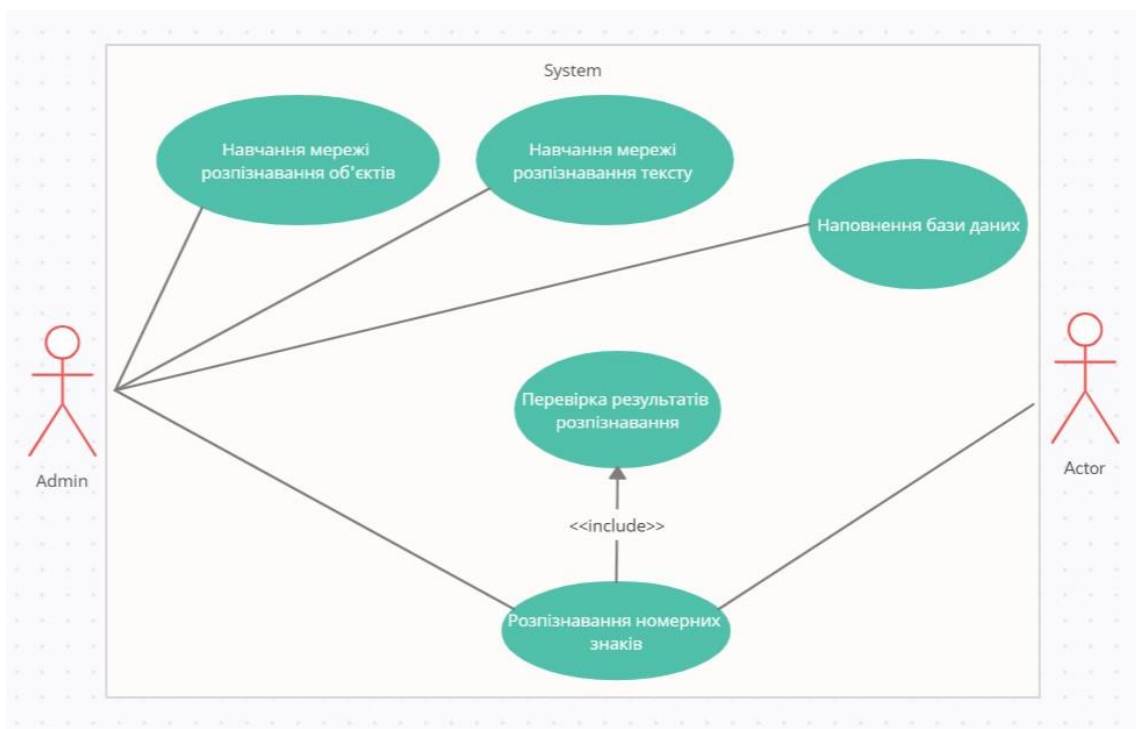 System
Навчання мережі
розпізнавання об'єктів
Навчання мережі
розпізнавання тексту
Наповнення бази даних
Перевірка результатів
розпізнавання
Admin
Actor
<<include>>
Розпізнавання номерних
знаків